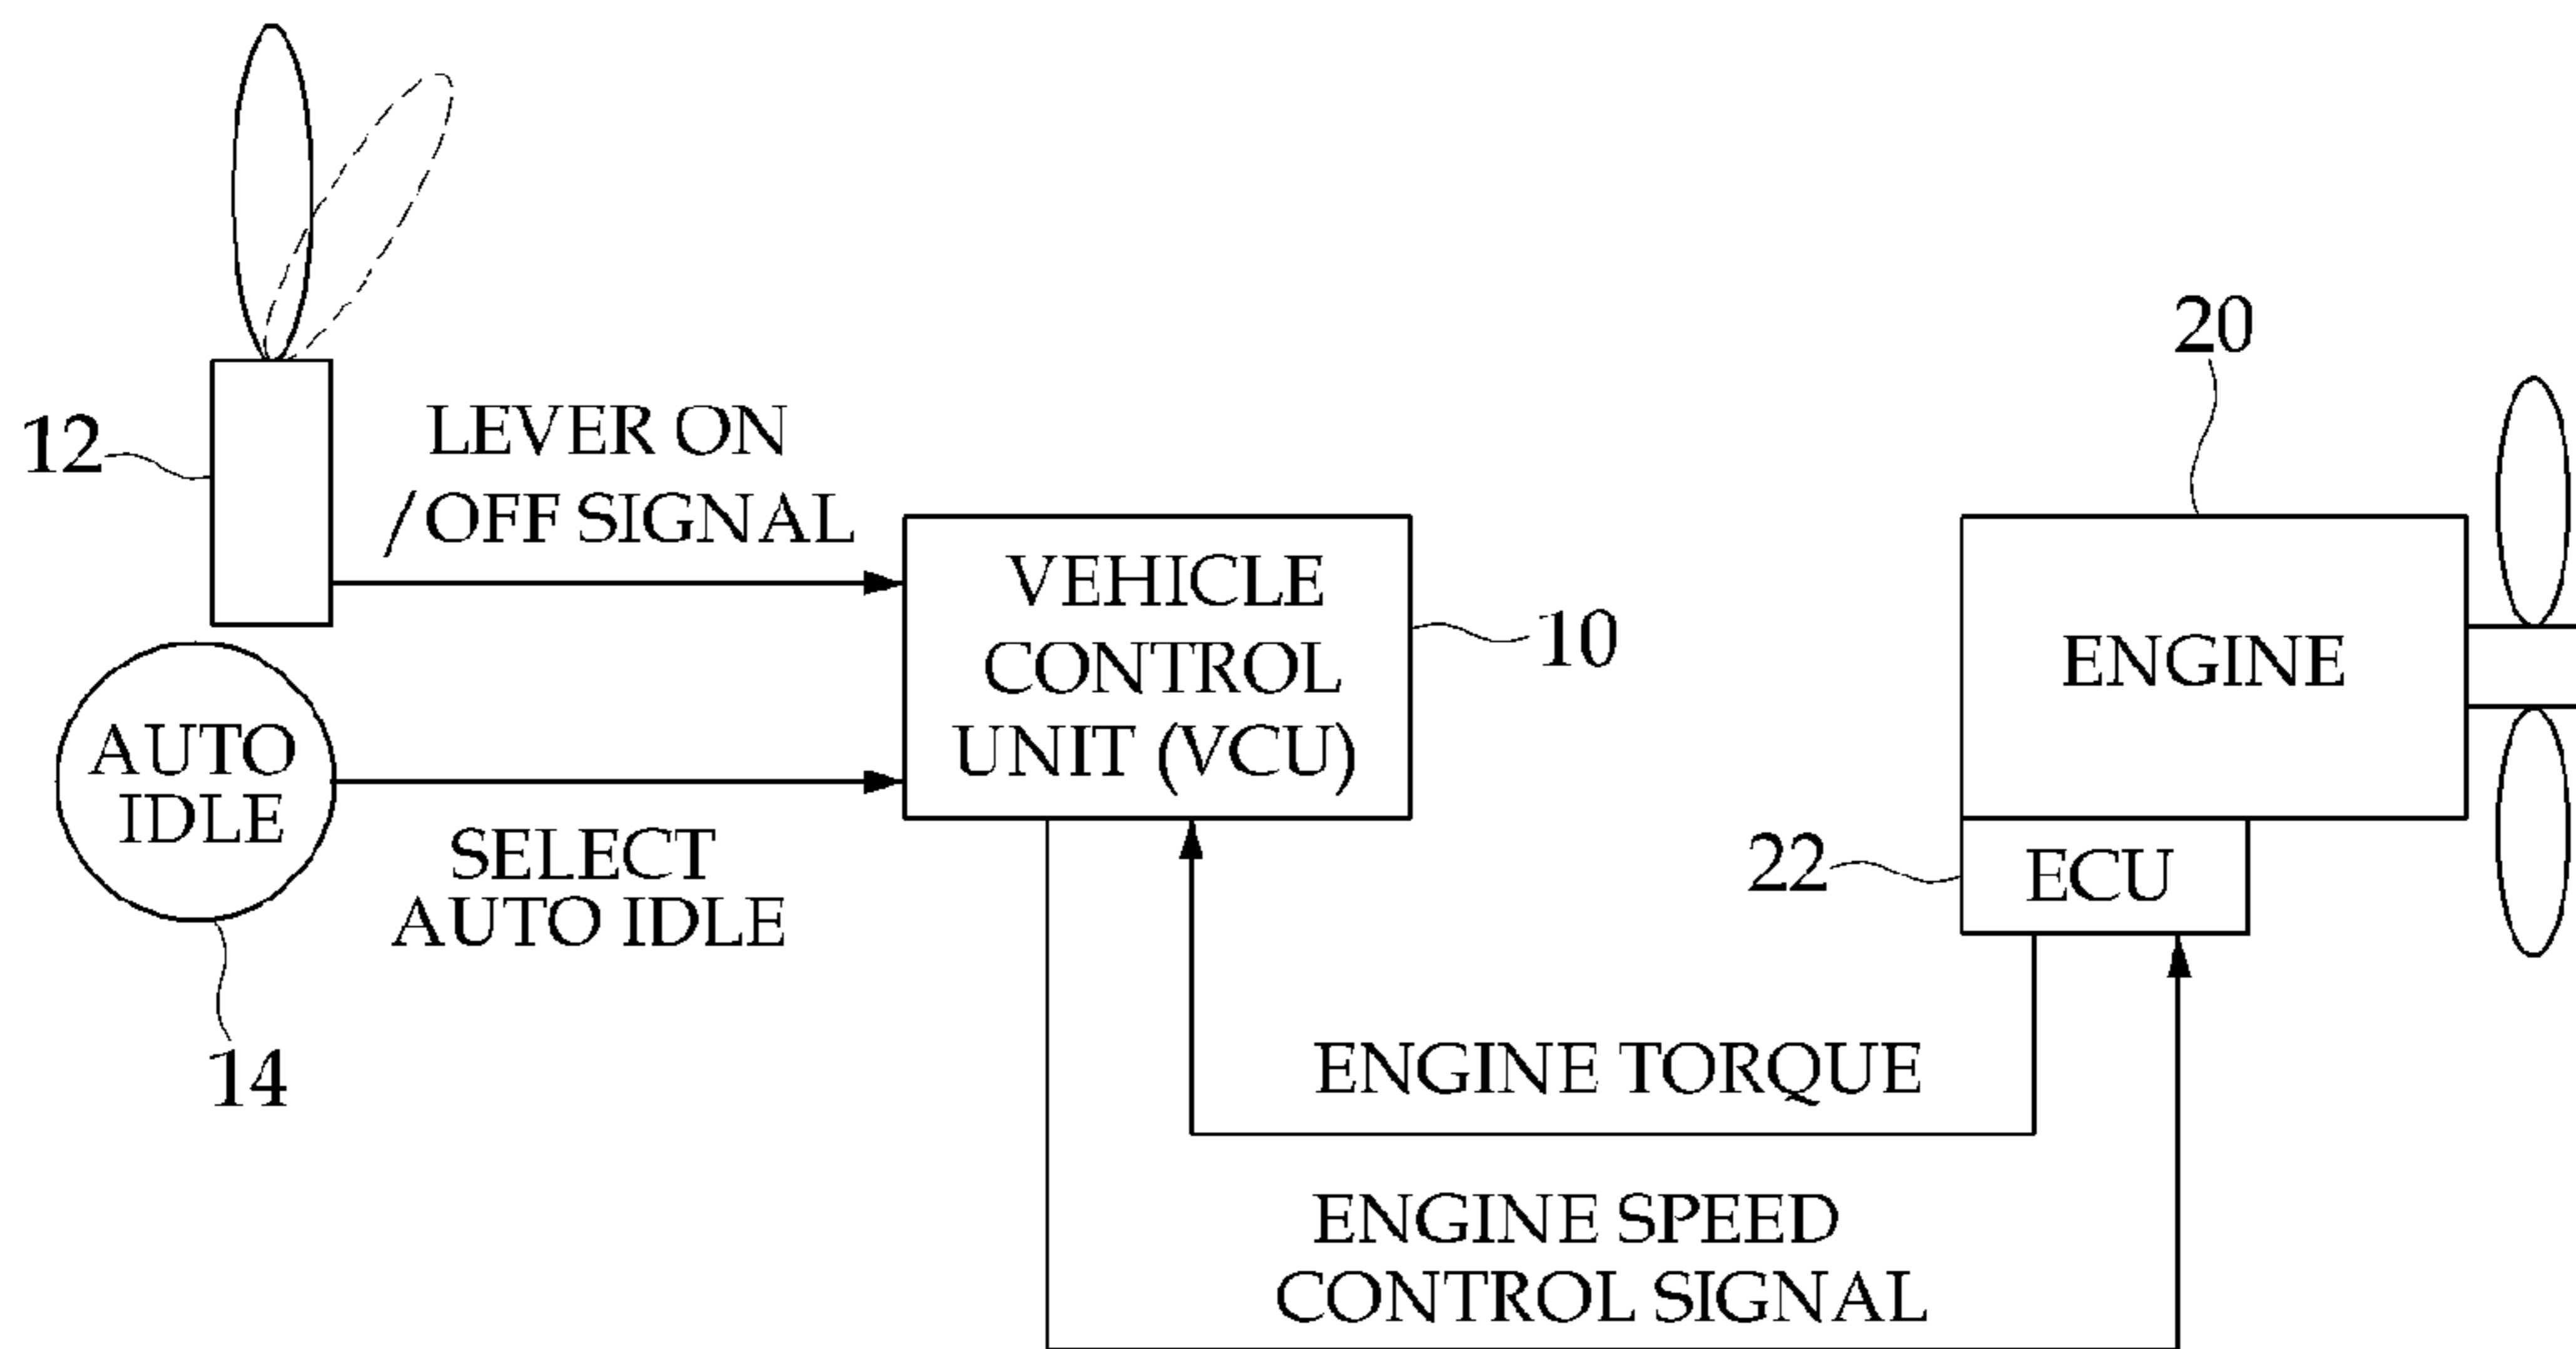 20
12
LEVER ON
/OFF SIGNAL
VEHICLE
CONTROL
UNIT (VCU)
10
ENGINE
AUTO
IDLE
SELECT
AUTO IDLE
22
ECU
14
ENGINE TORQUE
ENGINE SPEED
CONTROL SIGNAL